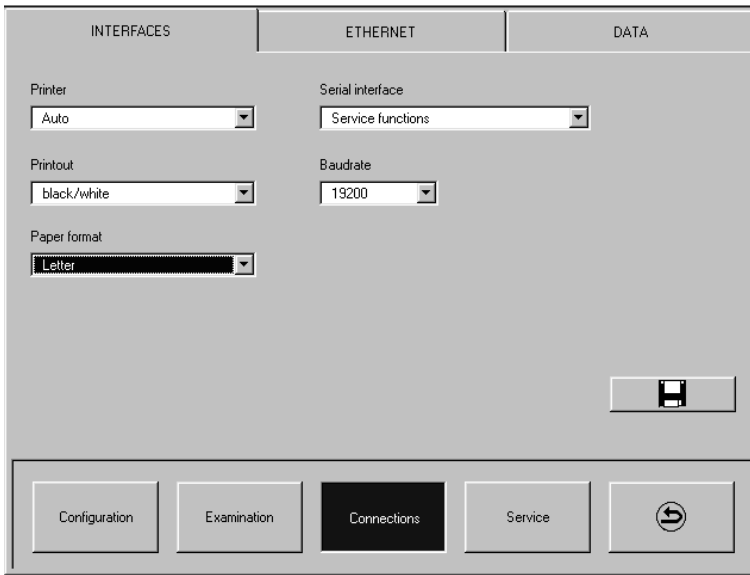 INTERFACES ETHERNET DATA
Printer Serial interface
Auto Service functions
Printout Baudrate
black/white 19200
Paper format
Letter
Configuration Examination Connections Service